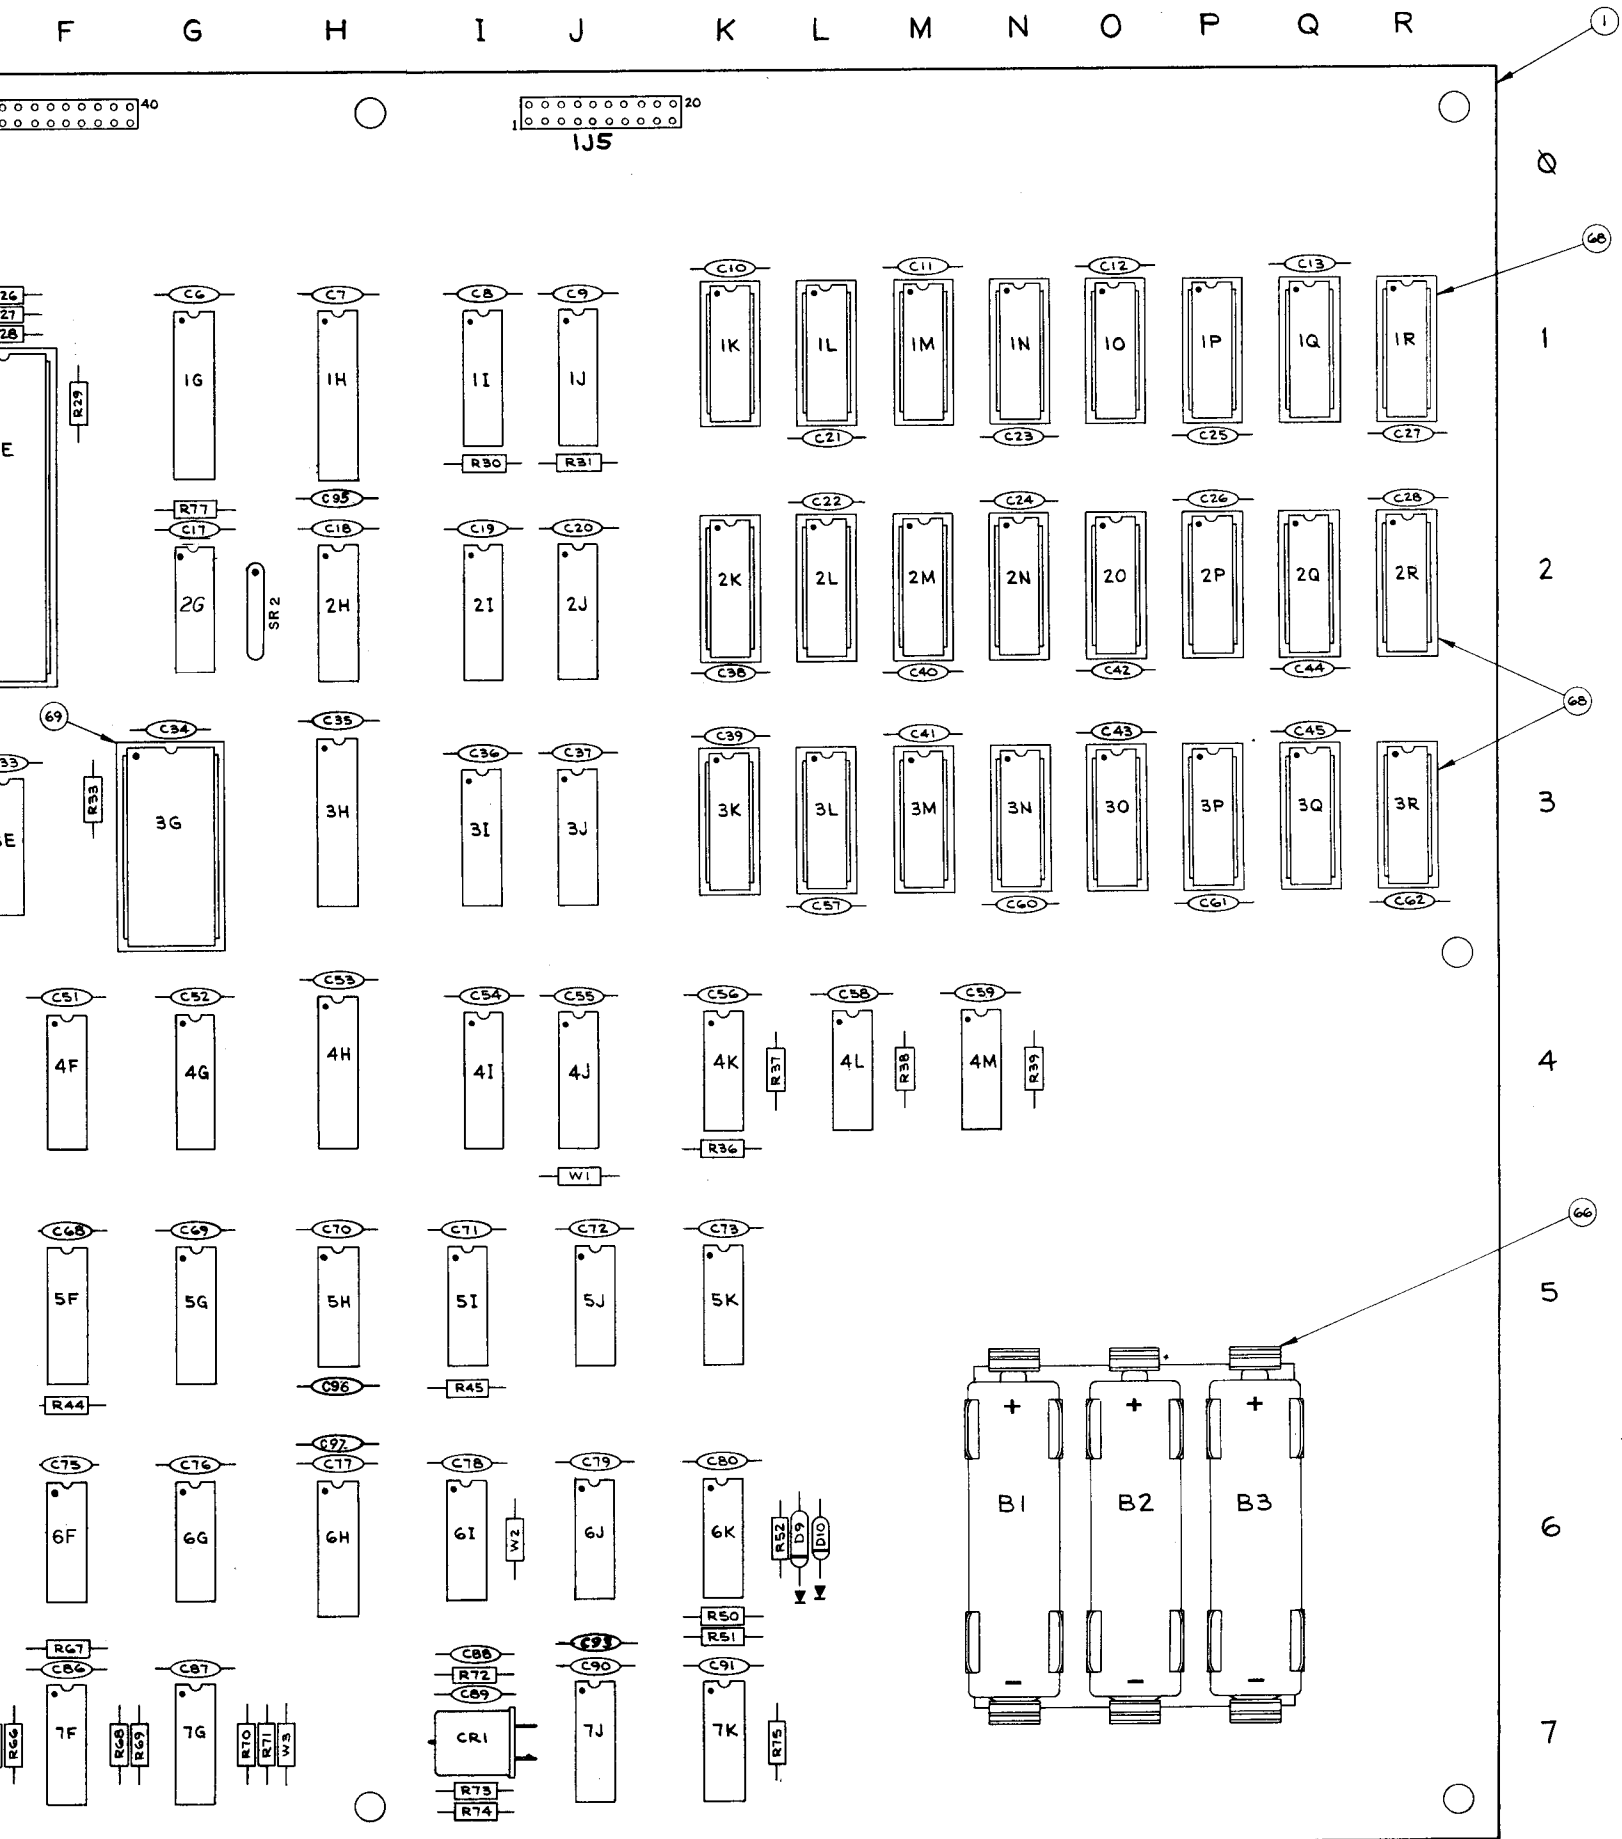 F G H I J K L M N O P Q R 1
40 20
1
1J5
Ø
68
C10 C11 C12 C13
26 C6 C7 C8 C9
27
28
1K 1L 1M 1N 1O 1P 1Q 1R 1
1G 1H 1I 1J
R29
C21 C23 C25 C27
E
R30 R31
C95
R77 C22 C24 C26 C28
C17 C18 C19 C20
2K 2L 2M 2N 2O 2P 2Q 2R 2
2G SR2 2H 2I 2J
C38 C40 C42 C44
68
69 C34 C35 C39 C41 C43 C45
33 C36 C37
R33
3G 3H 3K 3L 3M 3N 3O 3P 3Q 3R 3
3E 3I 3J
C57 C60 C61 C62
C53
C51 C52 C54 C55 C56 C58 C59
4H
4F 4G 4I 4J 4K R37 4L R38 4M R39 4
R36
W1
66
C68 C69 C70 C71 C72 C73
5F 5G 5H 5I 5J 5K 5
C96 R45
R44
+ + +
C97
C75 C76 C77 C78 C79 C80
B1 B2 B3
6F 6G 6H 6I W2 6J 6K R52 D9 D10 6
R50
R67 C88 C93 R51
C86 C87 R72 C90 C91
C89
- - -
R66 7F R68 R69 7G R70 R71 W3 CR1 7J 7K R75 7
R73
R74